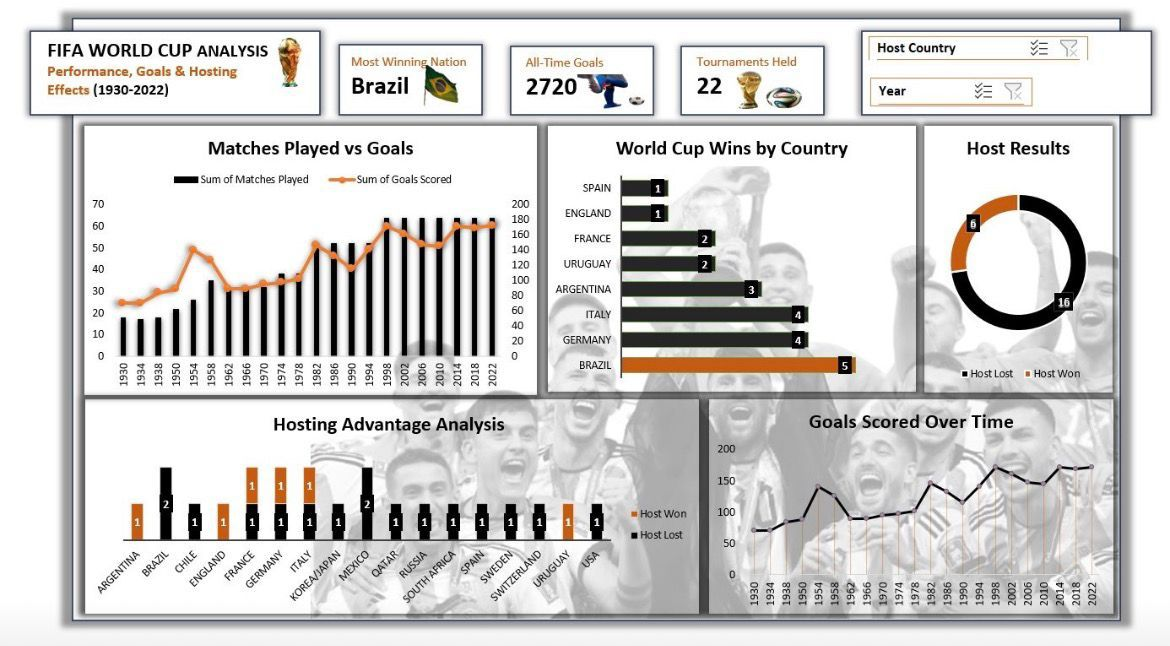 FIFA WORLD CUP ANALYSIS
Performance, Goals & Hosting
Effects (1930-2022)
Most Winning Nation
Brazil
All-Time Goals
2720
Tournaments Held
22
Host Country
Year
Matches Played vs Goals
Sum of Matches Played
Sum of Goals Scored
70
60
50
40
30
20
10
0
200
180
160
140
120
100
80
60
40
20
0
1930
1934
1938
1950
1954
1958
1962
1966
1970
1974
1978
1982
1986
1990
1994
1998
2002
2006
2010
2014
2018
2022
World Cup Wins by Country
SPAIN 1
ENGLAND 1
FRANCE 2
URUGUAY 2
ARGENTINA 3
ITALY 4
GERMANY 4
BRAZIL 5
Host Results
6
16
Host Lost Host Won
Hosting Advantage Analysis
1 1 1
1 2 1 1 1 1 1 1 2 1 1 1 1 1 1 1 1
ARGENTINA
BRAZIL
CHILE
ENGLAND
FRANCE
GERMANY
ITALY
KOREA/JAPAN
MEXICO
QATAR
RUSSIA
SOUTH AFRICA
SPAIN
SWEDEN
SWITZERLAND
URUGUAY
USA
Host Won
Host Lost
Goals Scored Over Time
200
150
100
50
0
1930
1934
1938
1950
1954
1958
1962
1966
1970
1974
1978
1982
1986
1990
1994
1998
2002
2006
2010
2014
2018
2022